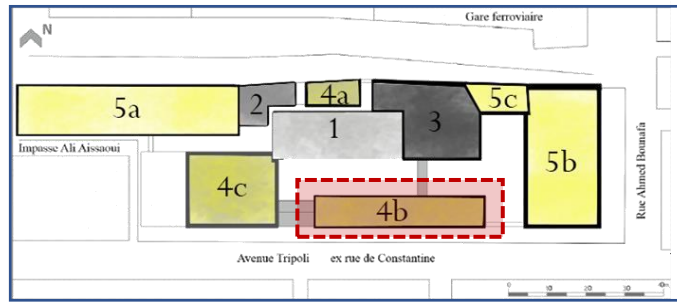 Gare ferroviaire
N
5a
2
4a
1
3
5c
5b
Impasse Ali Aissaoui
4c
4b
Rue Ahmed Bounafa
Avenue Tripoli ex rue de Constantine
0 10 20 30